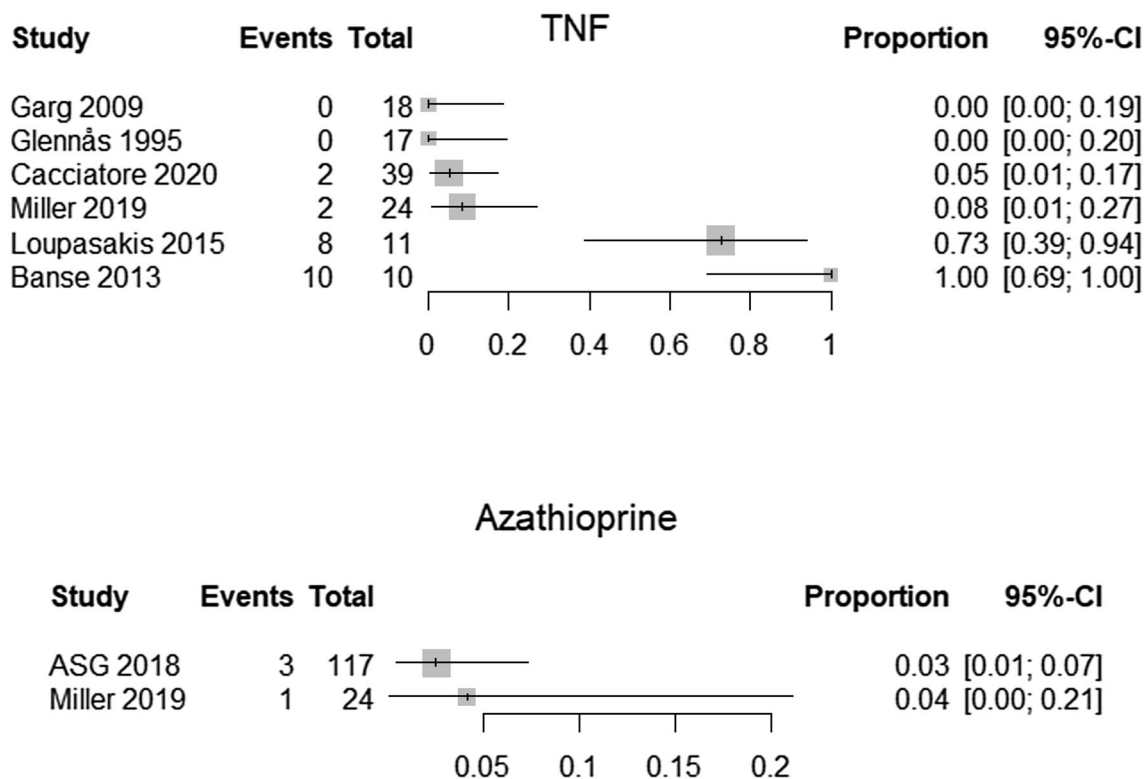 TNF
Study Events Total Proportion 95%-CI
Garg 2009 0 18 0.00 [0.00; 0.19]
Glennås 1995 0 17 0.00 [0.00; 0.20]
Cacciatore 2020 2 39 0.05 [0.01; 0.17]
Miller 2019 2 24 0.08 [0.01; 0.27]
Loupasakis 2015 8 11 0.73 [0.39; 0.94]
Banse 2013 10 10 1.00 [0.69; 1.00]
0 0.2 0.4 0.6 0.8 1
Azathioprine
Study Events Total Proportion 95%-CI
ASG 2018 3 117 0.03 [0.01; 0.07]
Miller 2019 1 24 0.04 [0.00; 0.21]
0.05 0.1 0.15 0.2